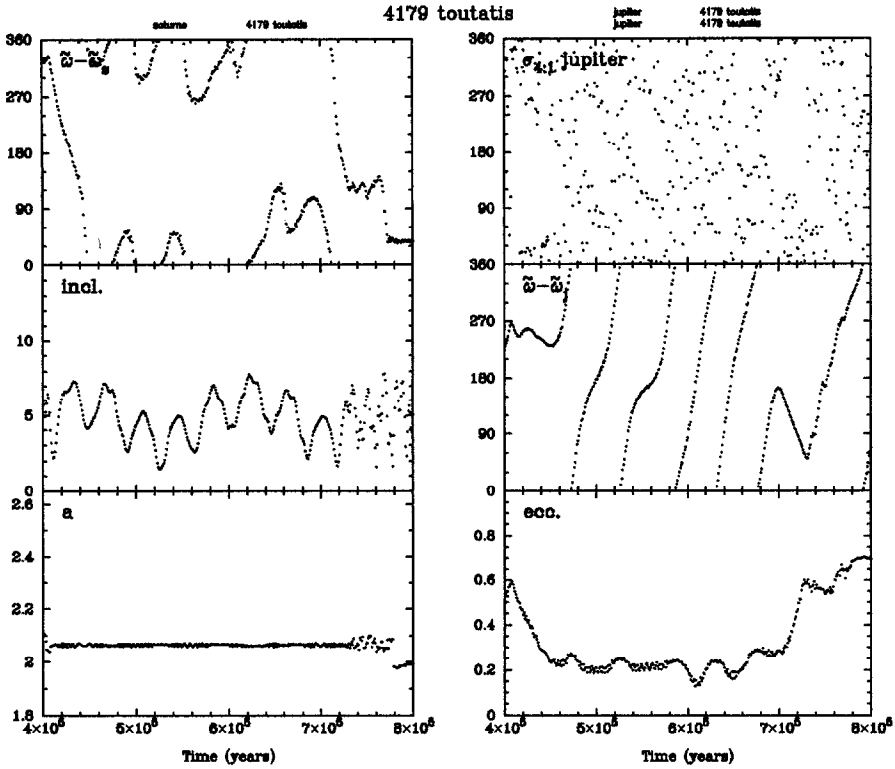 4179 toutatis
saturne 4179 toutatis
jupiter 4179 toutatis
jupiter 4179 toutatis
360
270
180
90
0
ω̃−ω̃s
360
270
180
90
σ4:1 jupiter
incl.
10
5
0
360
270
180
90
0
ω̃−ω̃j
a
2.6
2.4
2.2
2
1.8
ecc.
0.8
0.6
0.4
0.2
0
4×10⁶ 5×10⁶ 6×10⁶ 7×10⁶ 8×10⁶
Time (years)
4×10⁶ 5×10⁶ 6×10⁶ 7×10⁶ 8×10⁶
Time (years)